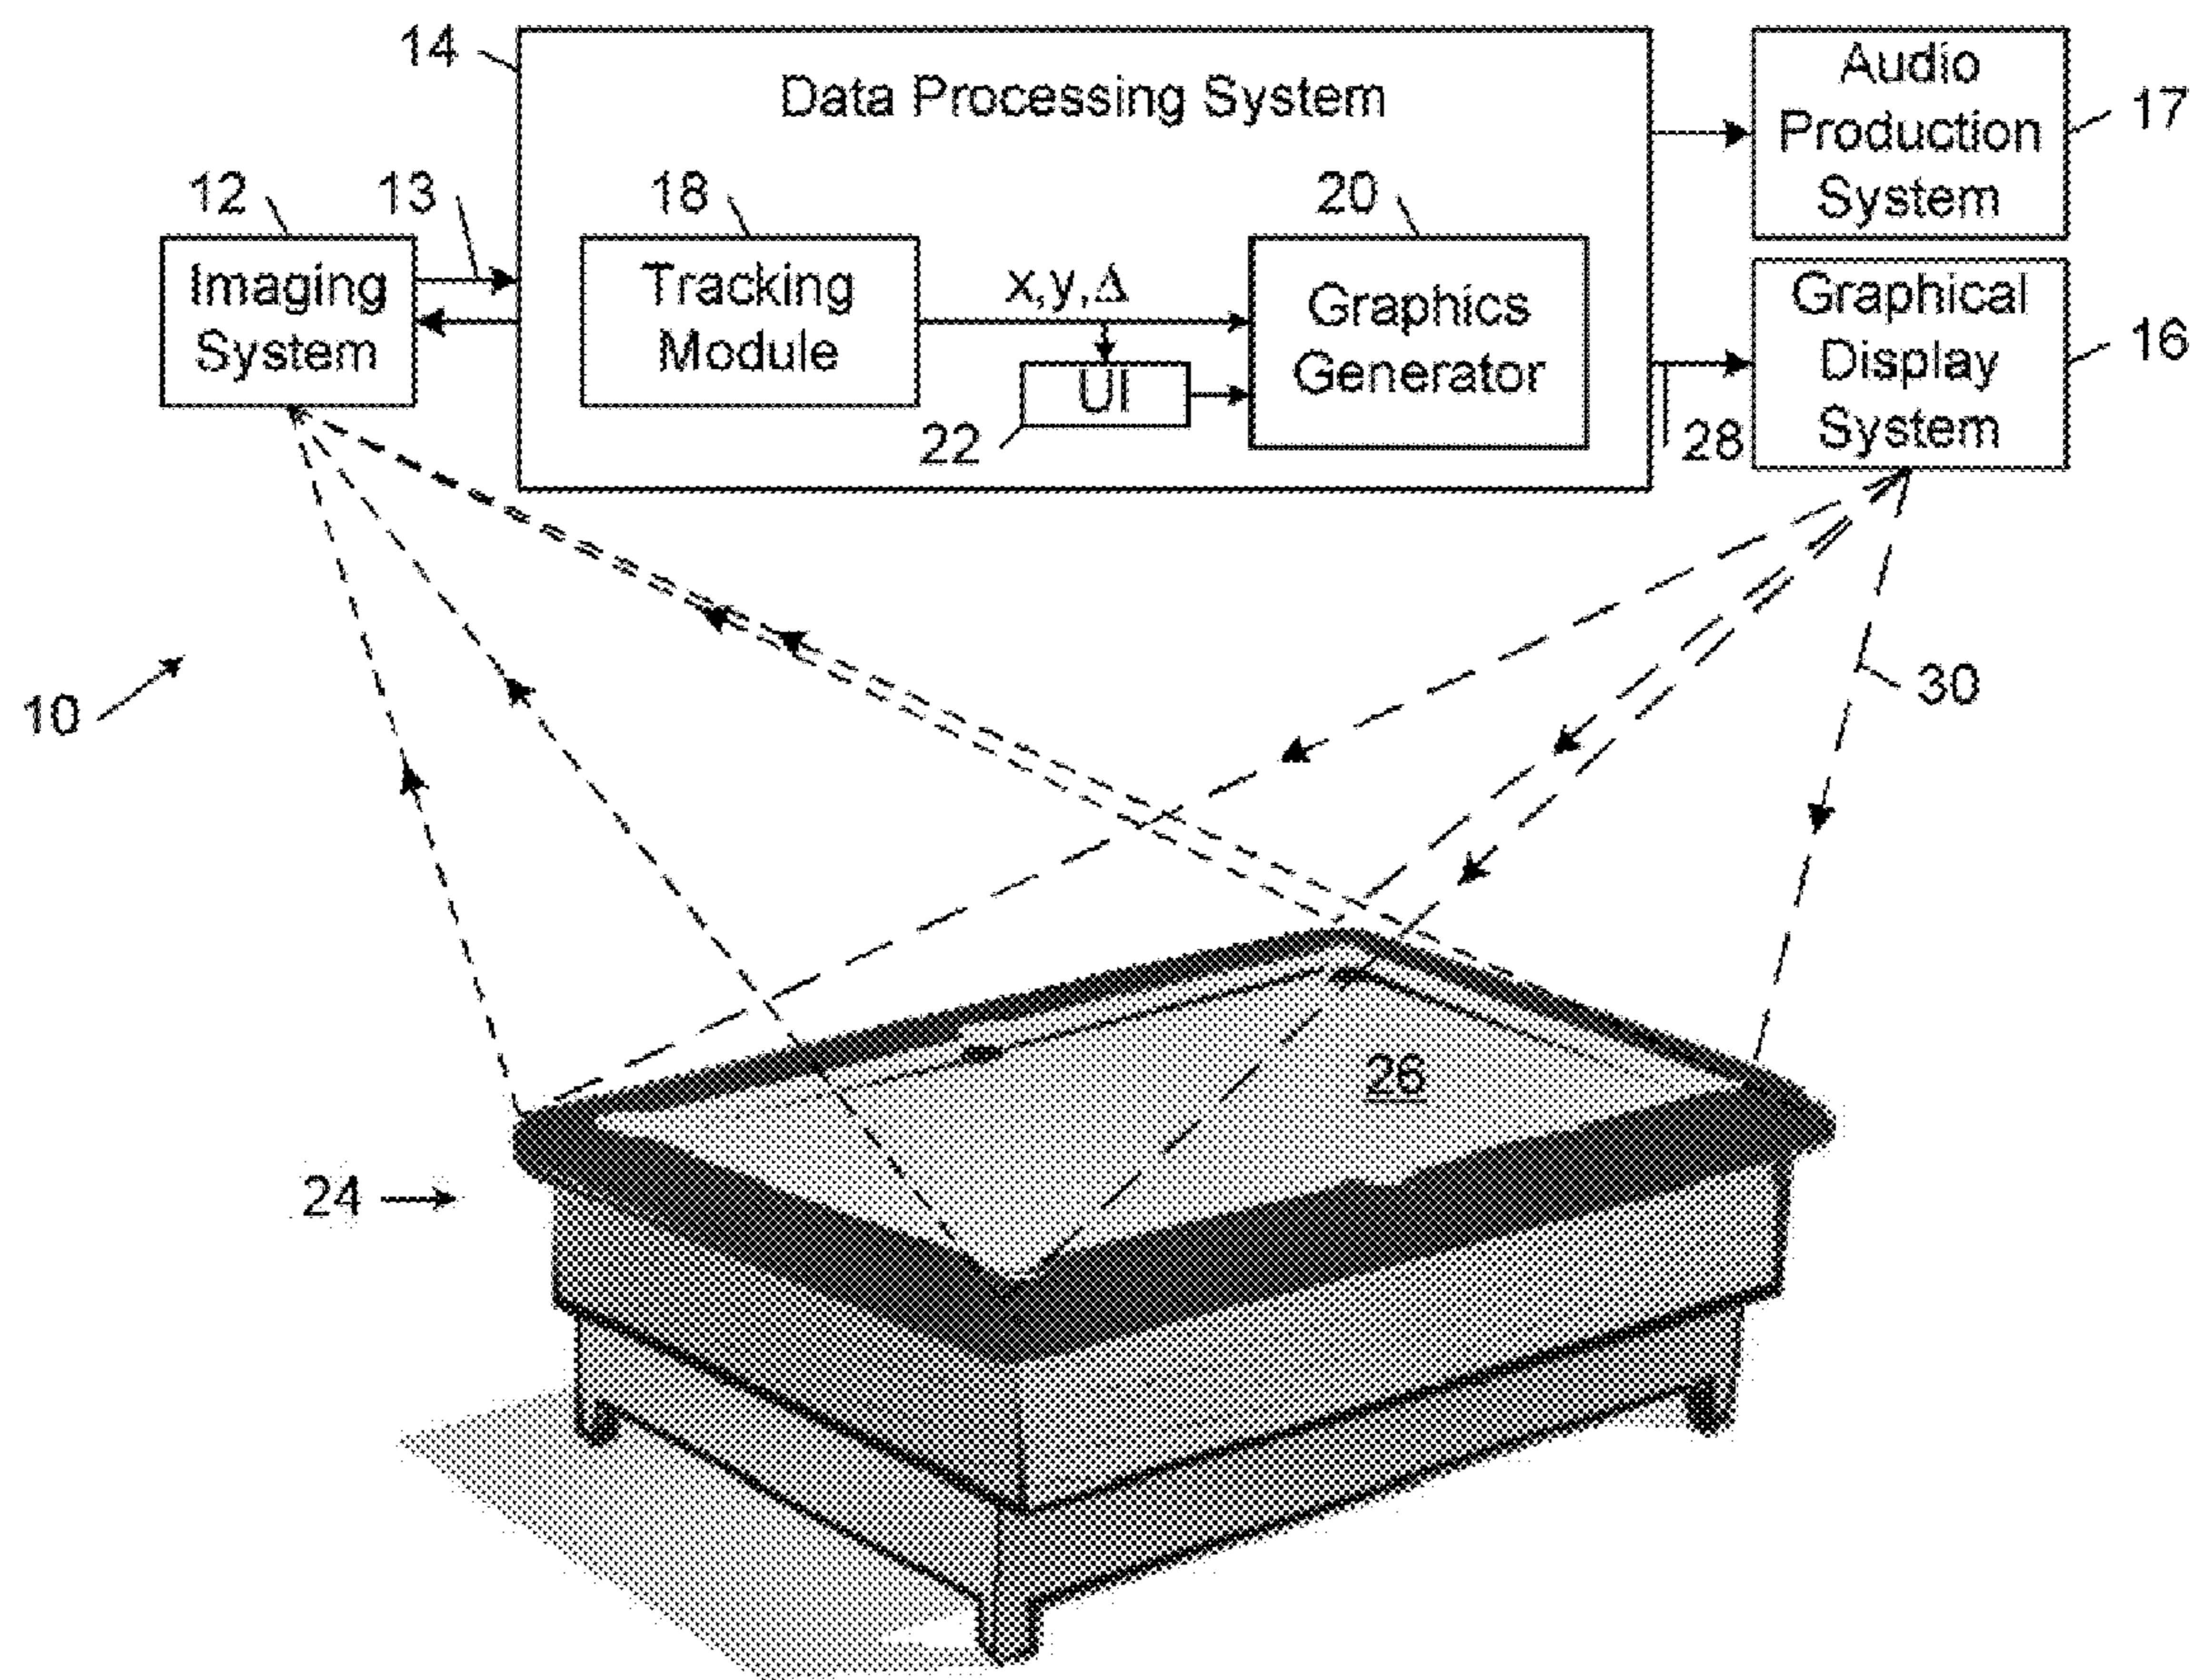 14
Data Processing System
Audio
Production
System
17
12
13
18
20
Imaging
System
Tracking
Module
x,y,Δ
UI
22
Graphics
Generator
28
Graphical
Display
System
16
10
30
26
24